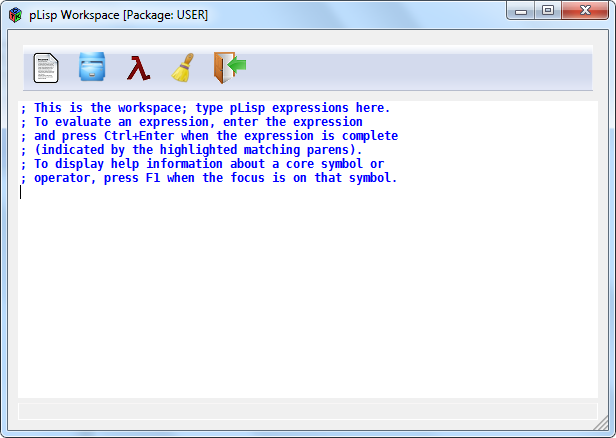 pLisp Workspace [Package: USER]
; This is the workspace; type pLisp expressions here.
; To evaluate an expression, enter the expression
; and press Ctrl+Enter when the expression is complete
; (indicated by the highlighted matching parens).
; To display help information about a core symbol or
; operator, press F1 when the focus is on that symbol.